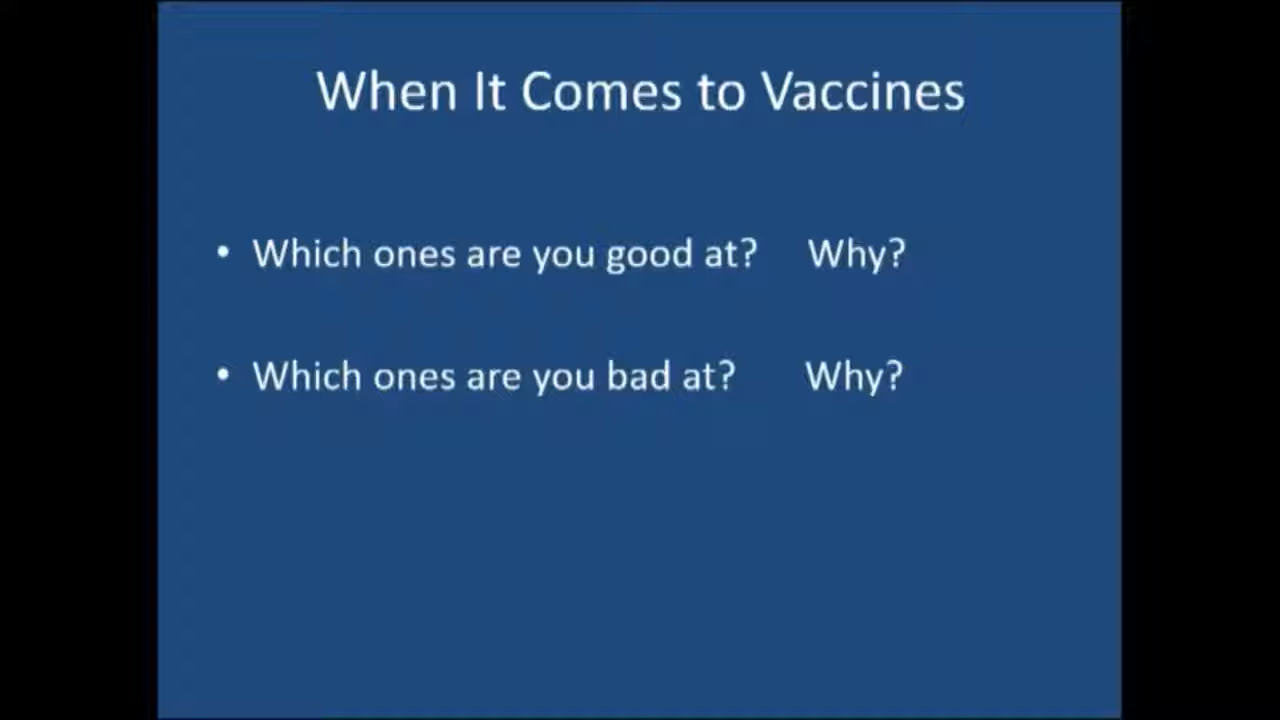 When It Comes to Vaccines
• Which ones are you good at? Why?
• Which ones are you bad at? Why?